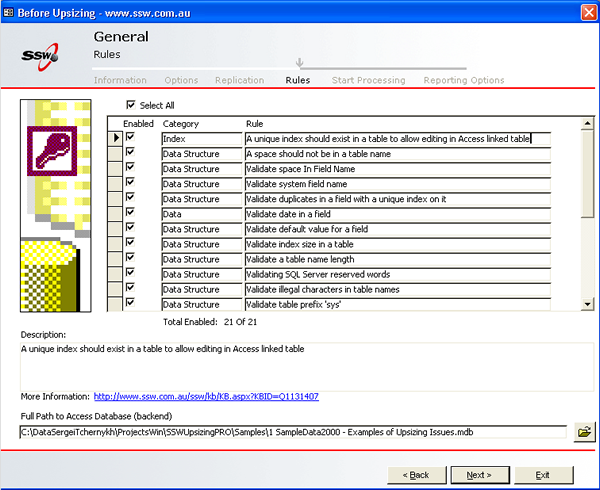 Before Upsizing - www.ssw.com.au
General
Rules
SSW
Information Options Replication Rules Start Processing Reporting Options
Select All
Enabled Category Rule
Index A unique index should exist in a table to allow editing in Access linked table
Data Structure A space should not be in a table name
Data Structure Validate space In Field Name
Data Structure Validate system field name
Data Structure Validate duplicates in a field with a unique index on it
Data Validate date in a field
Data Structure Validate default value for a field
Data Structure Validate index size in a table
Data Structure Validate a table name length
Data Structure Validating SQL Server reserved words
Data Structure Validate illegal characters in table names
Data Structure Validate table prefix 'sys'
Total Enabled: 21 Of 21
Description:
A unique index should exist in a table to allow editing in Access linked table
More Information: http://www.ssw.com.au/ssw/kb/KB.aspx?KBID=Q1131407
Full Path to Access Database (backend)
C:\DataSergeiTchernykh\ProjectsWin\SSWUpsizingPRO\Samples\1 SampleData2000 - Examples of Upsizing Issues.mdb
< Back Next > Exit